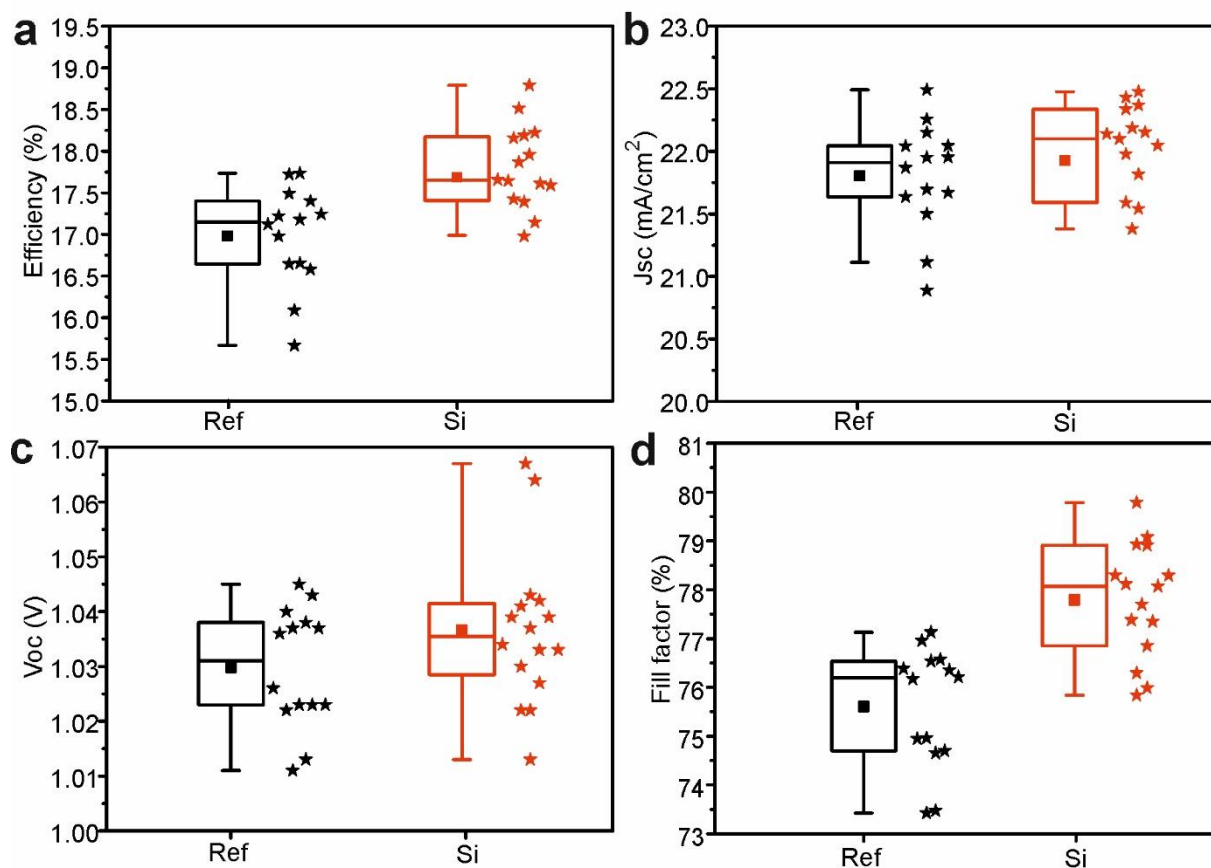 a
Efficiency (%)
19.5
19.0
18.5
18.0
17.5
17.0
16.5
16.0
15.5
15.0
Ref
Si
b
Jsc (mA/cm²)
23.0
22.5
22.0
21.5
21.0
20.5
20.0
Ref
Si
c
Voc (V)
1.07
1.06
1.05
1.04
1.03
1.02
1.01
1.00
Ref
Si
d
Fill factor (%)
81
80
79
78
77
76
75
74
73
Ref
Si